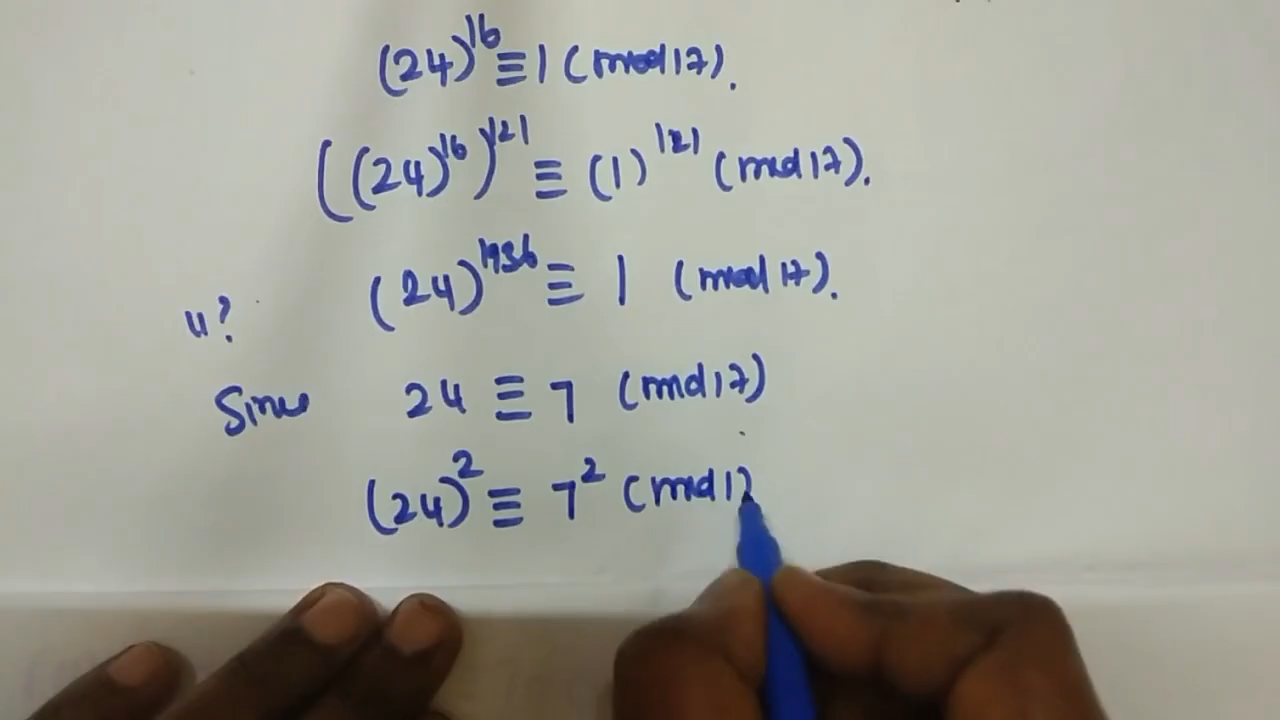 (24)^16 ≡ 1 (mod 17).
((24)^16)^121 ≡ (1)^121 (mod 17).
(24)^1936 ≡ 1 (mod 17).
11?
Since 24 ≡ 7 (mod 17)
(24)^2 ≡ 7^2 (mod 17